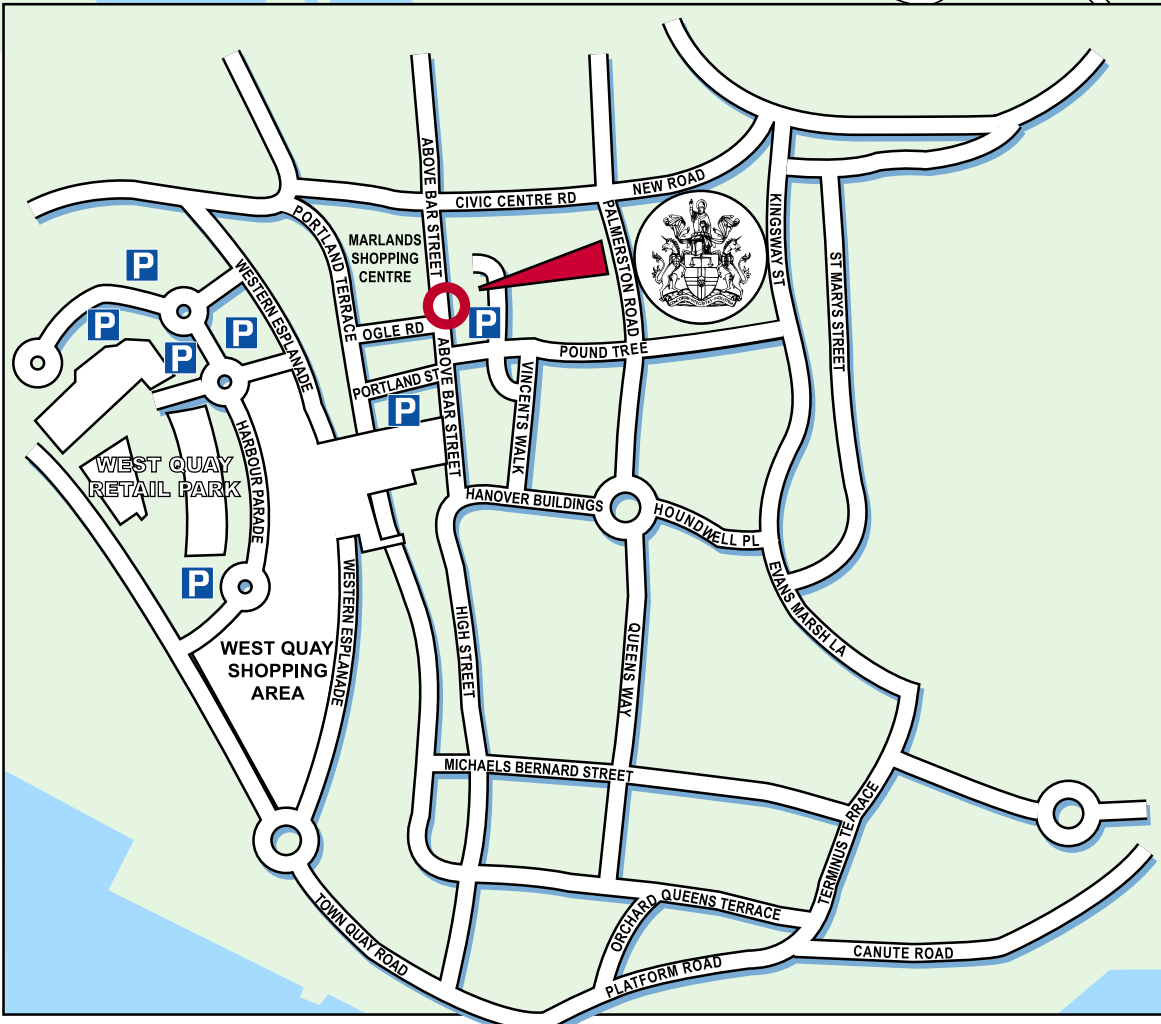 ABOVE BAR STREET
CIVIC CENTRE RD
NEW ROAD
PORTLAND TERRACE
MARLANDS
SHOPPING
CENTRE
PALMERSTON ROAD
KINGSWAY ST
ST MARYS STREET
WESTERN ESPLANADE
P
P
P
P
P
OGLE RD
ABOVE BAR STREET
POUND TREE
PORTLAND ST
P
VINCENTS WALK
HARBOUR PARADE
WEST QUAY
RETAIL PARK
HANOVER BUILDINGS
HOUNDWELL PL
EVANS MARSH LA
P
WESTERN ESPLANADE
HIGH STREET
QUEENS WAY
WEST QUAY
SHOPPING
AREA
MICHAELS BERNARD STREET
TERMINUS TERRACE
TOWN QUAY ROAD
ORCHARD
QUEENS TERRACE
PLATFORM ROAD
CANUTE ROAD